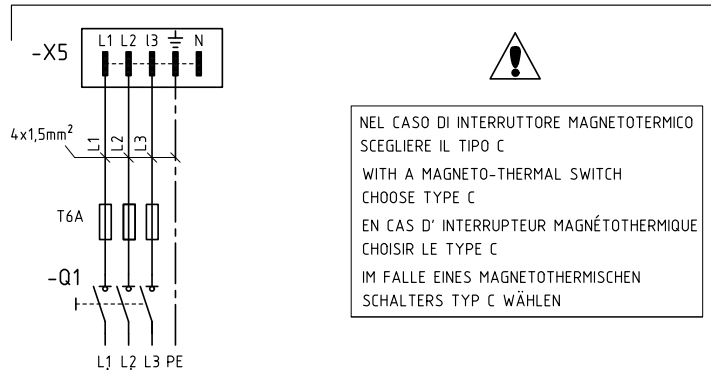 -X5
L1 L2 l3 N
4x1,5mm²
L1 L2 L3
T6A
-Q1
L1 L2 L3 PE
NEL CASO DI INTERRUTTORE MAGNETOTERMICO
SCEGLIERE IL TIPO C
WITH A MAGNETO-THERMAL SWITCH
CHOOSE TYPE C
EN CAS D' INTERRUPTEUR MAGNÉTOTHERMIQUE
CHOISIR LE TYPE C
IM FALLE EINES MAGNETOTHERMISCHEN
SCHALTERS TYP C WÄHLEN